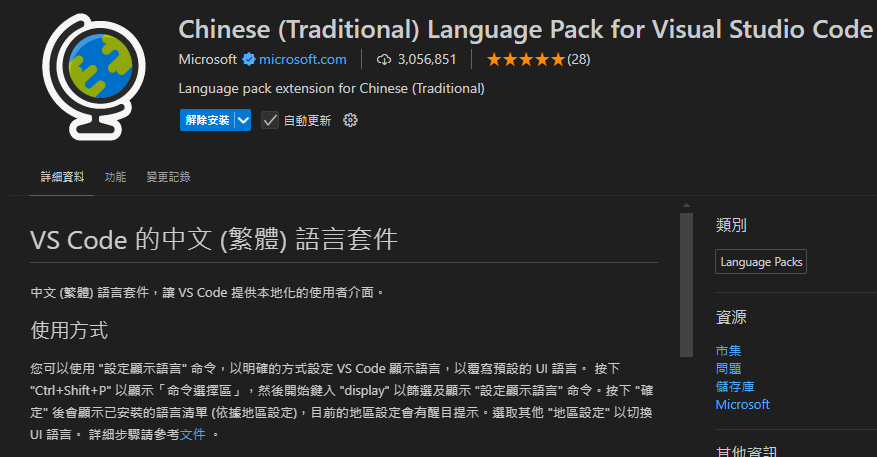 Chinese (Traditional) Language Pack for Visual Studio Code
Microsoft microsoft.com 3,056,851 (28)
Language pack extension for Chinese (Traditional)
解除安裝 自動更新
詳細資料 功能 變更記錄
VS Code 的中文 (繁體) 語言套件
中文 (繁體) 語言套件，讓 VS Code 提供本地化的使用者介面。
使用方式
您可以使用 "設定顯示語言" 命令，以明確的方式設定 VS Code 顯示語言，以覆寫預設的 UI 語言。 按下
"Ctrl+Shift+P" 以顯示「命令選擇區」，然後開始鍵入 "display" 以篩選及顯示 "設定顯示語言" 命令。按下 "確
定" 後會顯示已安裝的語言清單 (依據地區設定)，目前的地區設定會有醒目提示。選取其他 "地區設定" 以切換
UI 語言。 詳細步驟請參考文件 。
類別
Language Packs
資源
市集
問題
儲存庫
Microsoft
其他資訊